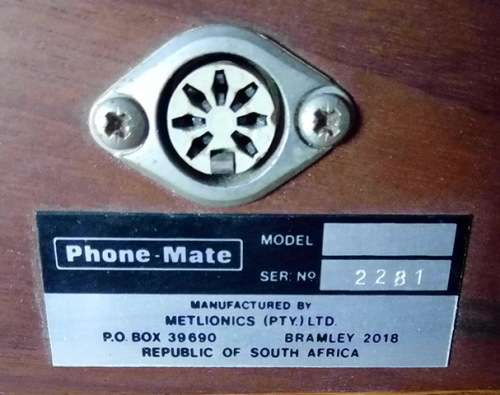 Phone-Mate
MODEL
SER. NO 2281
MANUFACTURED BY
METLIONICS (PTY.) LTD.
P.O. BOX 39690 BRAMLEY 2018
REPUBLIC OF SOUTH AFRICA